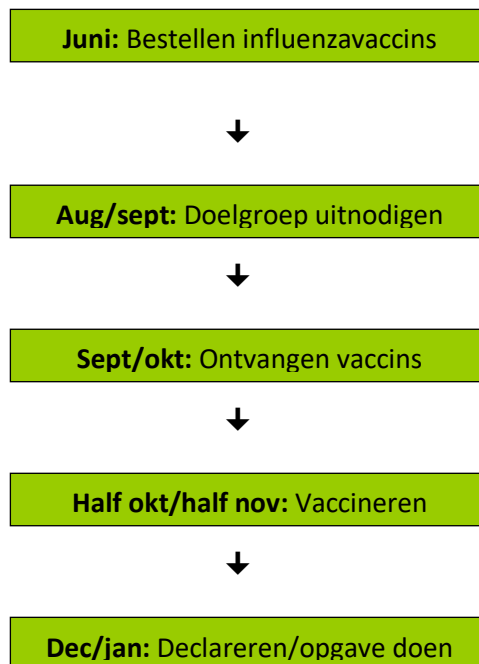 Juni: Bestellen influenzavaccins
Aug/sept: Doelgroep uitnodigen
Sept/okt: Ontvangen vaccins
Half okt/half nov: Vaccineren
Dec/jan: Declareren/opgave doen